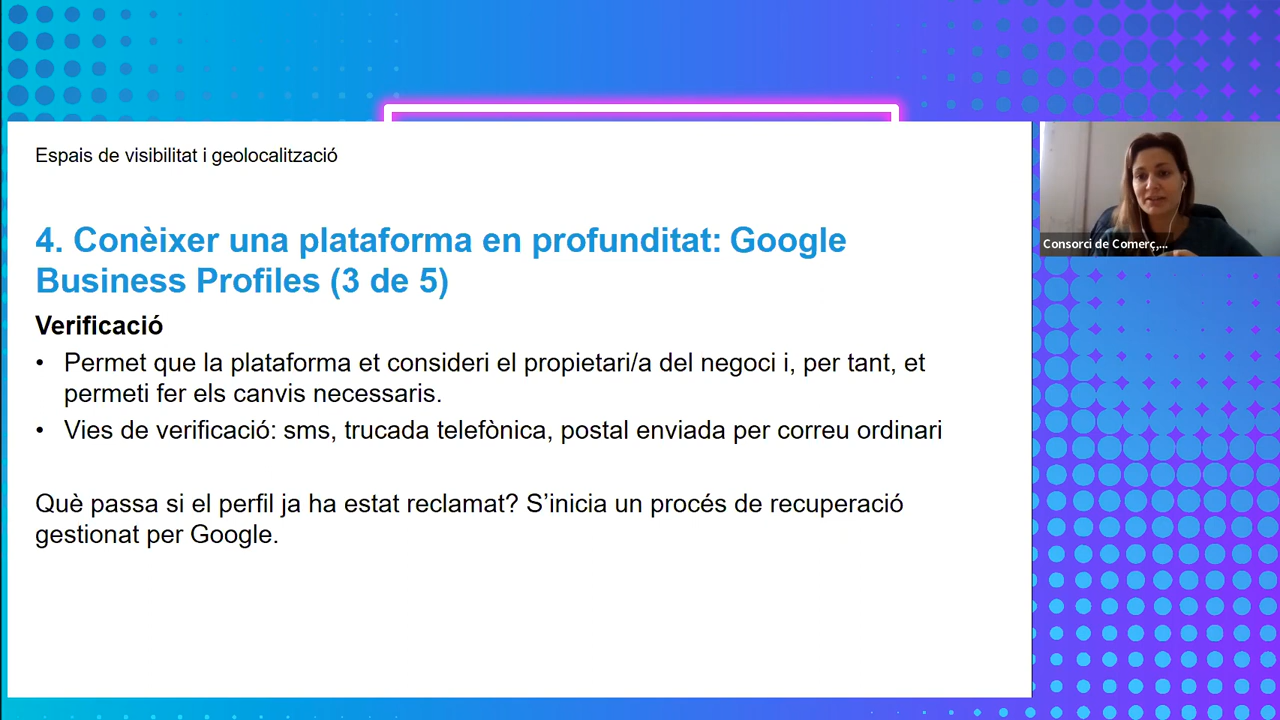 Espais de visibilitat i geolocalització
4. Conèixer una plataforma en profunditat: Google
Business Profiles (3 de 5)
Verificació
• Permet que la plataforma et consideri el propietari/a del negoci i, per tant, et
permeti fer els canvis necessaris.
• Vies de verificació: sms, trucada telefònica, postal enviada per correu ordinari
Què passa si el perfil ja ha estat reclamat? S’inicia un procés de recuperació
gestionat per Google.
Consorci de Comerç,...